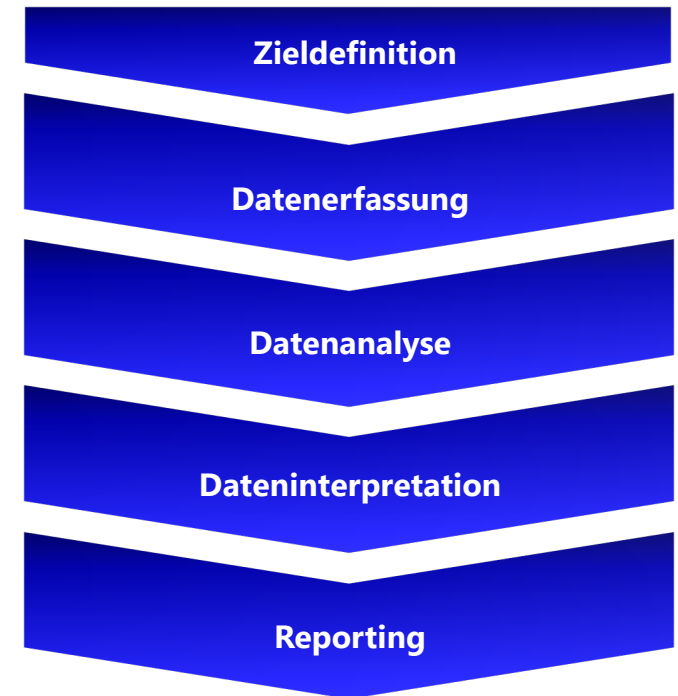 Zieldefinition
Datenerfassung
Datenanalyse
Dateninterpretation
Reporting